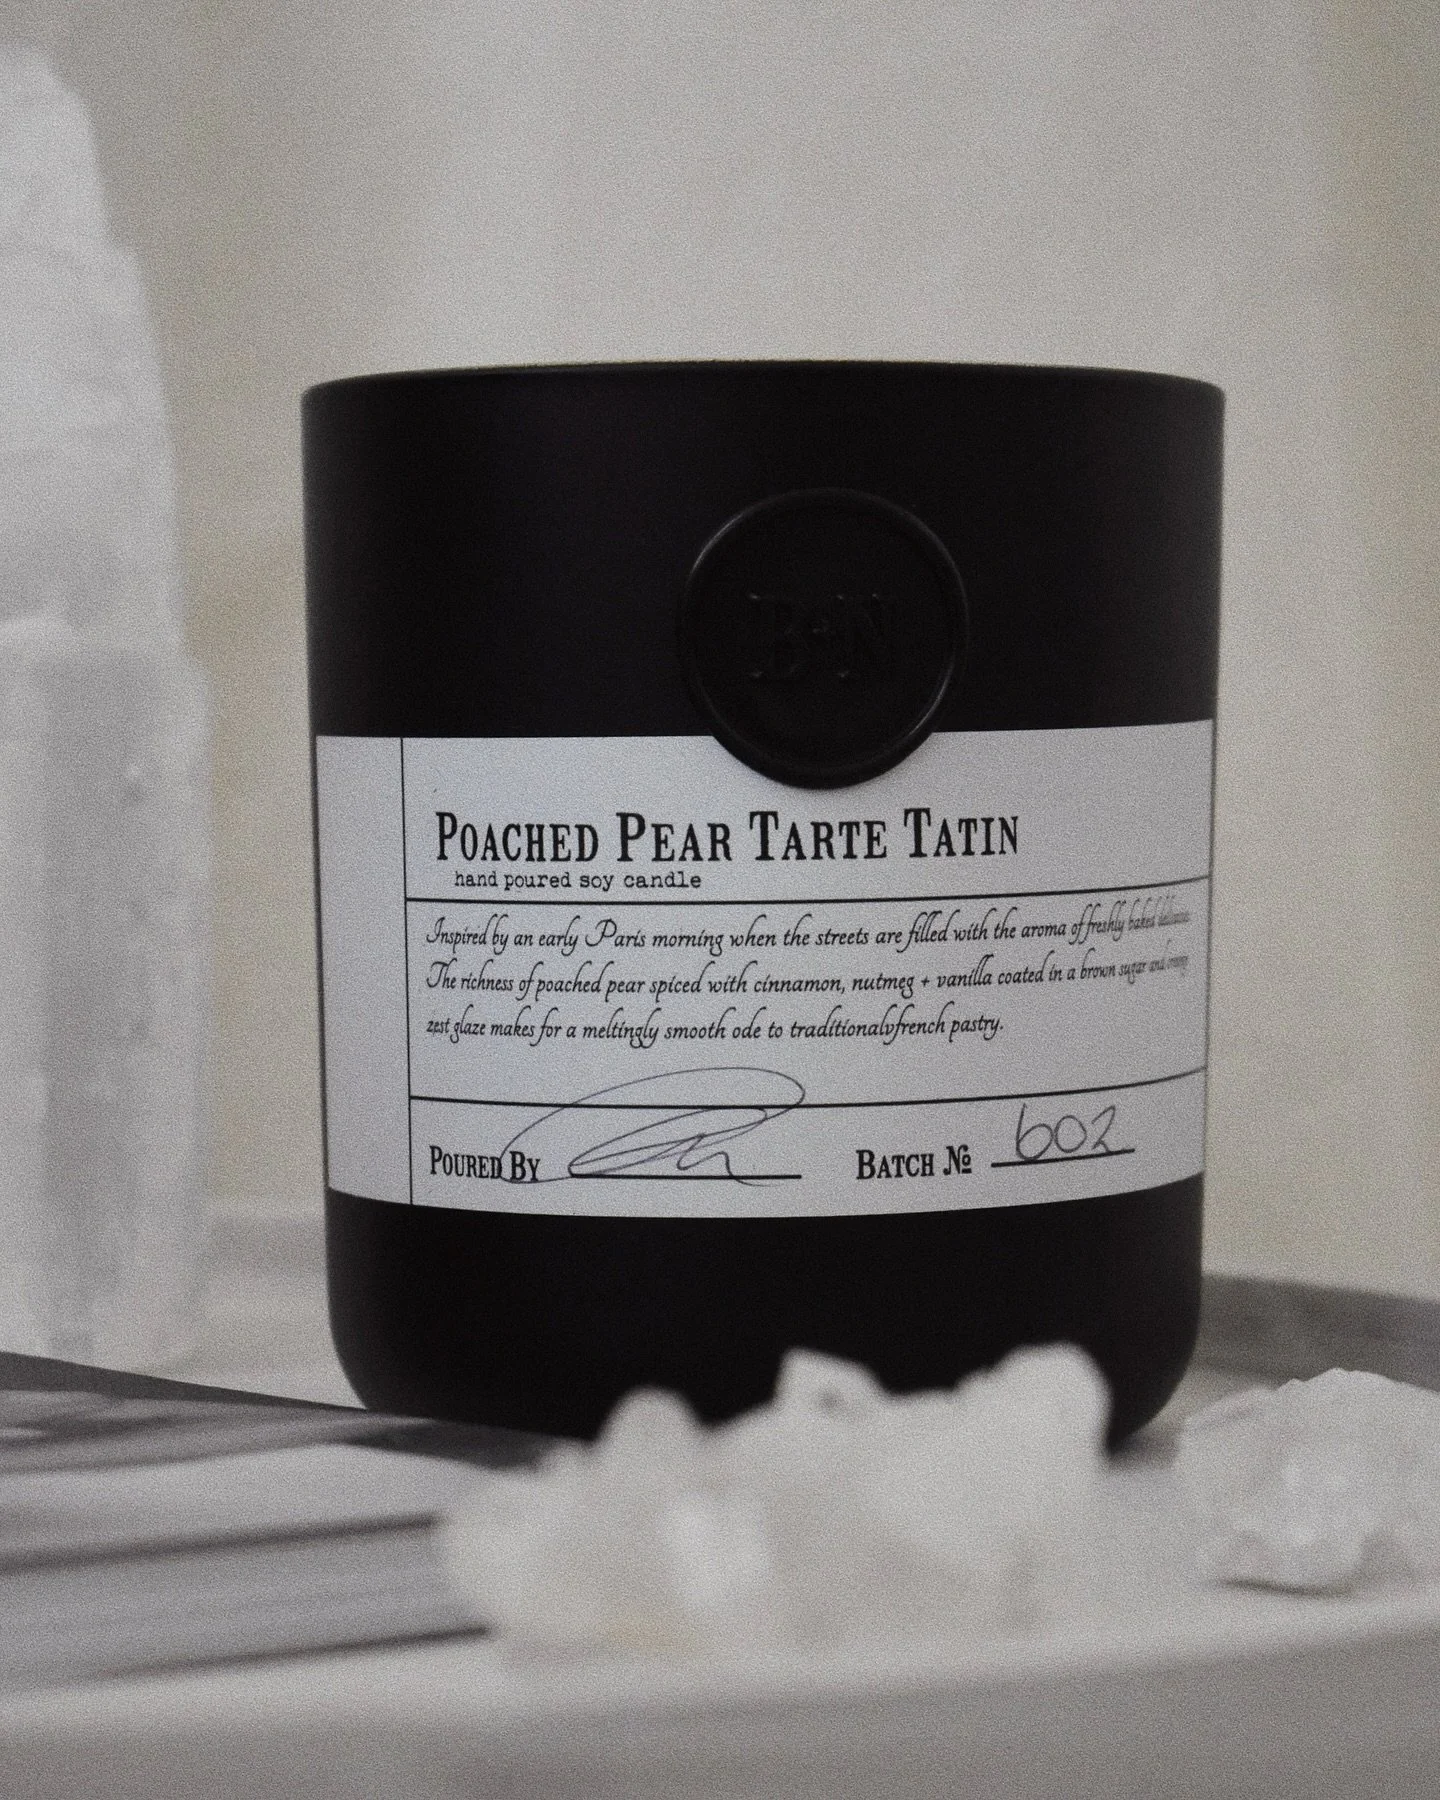 B&N
Poached Pear Tarte Tatin
hand poured soy candle
Inspired by an early Paris morning when the streets are filled with the aroma of freshly baked
The richness of poached pear spiced with cinnamon, nutmeg + vanilla coated in a brown sugar and orange
zest glaze makes for a meltingly smooth ode to traditionalvfrench pastry.
Poured By
Batch № 602